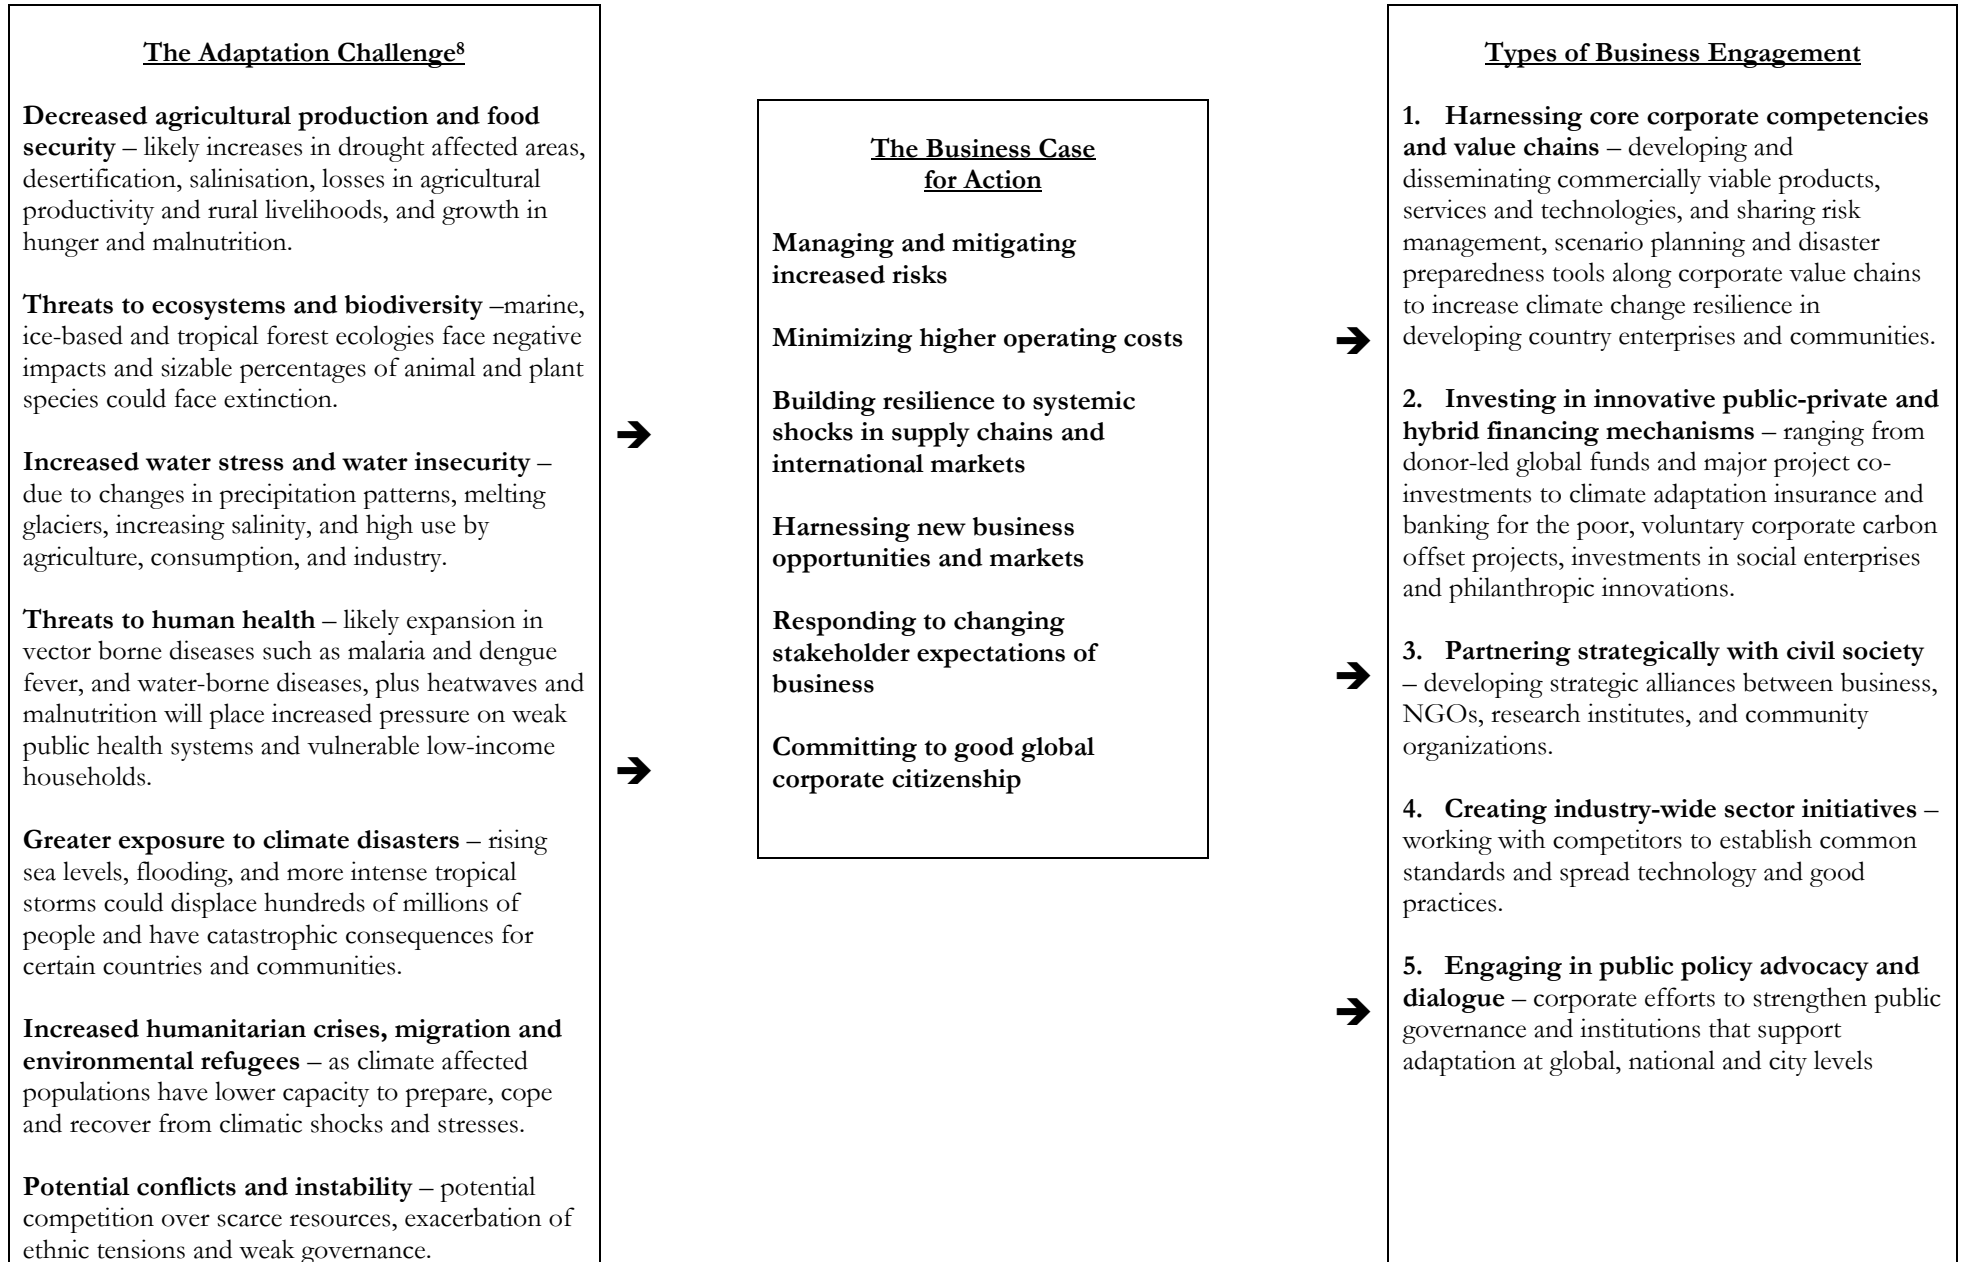 The Adaptation Challenge⁸
Decreased agricultural production and food
security – likely increases in drought affected areas,
desertification, salinisation, losses in agricultural
productivity and rural livelihoods, and growth in
hunger and malnutrition.
Threats to ecosystems and biodiversity –marine,
ice-based and tropical forest ecologies face negative
impacts and sizable percentages of animal and plant
species could face extinction.
Increased water stress and water insecurity –
due to changes in precipitation patterns, melting
glaciers, increasing salinity, and high use by
agriculture, consumption, and industry.
Threats to human health – likely expansion in
vector borne diseases such as malaria and dengue
fever, and water-borne diseases, plus heatwaves and
malnutrition will place increased pressure on weak
public health systems and vulnerable low-income
households.
Greater exposure to climate disasters – rising
sea levels, flooding, and more intense tropical
storms could displace hundreds of millions of
people and have catastrophic consequences for
certain countries and communities.
Increased humanitarian crises, migration and
environmental refugees – as climate affected
populations have lower capacity to prepare, cope
and recover from climatic shocks and stresses.
Potential conflicts and instability – potential
competition over scarce resources, exacerbation of
ethnic tensions and weak governance.
The Business Case
for Action
Managing and mitigating
increased risks
Minimizing higher operating costs
Building resilience to systemic
shocks in supply chains and
international markets
Harnessing new business
opportunities and markets
Responding to changing
stakeholder expectations of
business
Committing to good global
corporate citizenship
Types of Business Engagement
1. Harnessing core corporate competencies
and value chains – developing and
disseminating commercially viable products,
services and technologies, and sharing risk
management, scenario planning and disaster
preparedness tools along corporate value chains
to increase climate change resilience in
developing country enterprises and communities.
2. Investing in innovative public-private and
hybrid financing mechanisms – ranging from
donor-led global funds and major project co-
investments to climate adaptation insurance and
banking for the poor, voluntary corporate carbon
offset projects, investments in social enterprises
and philanthropic innovations.
3. Partnering strategically with civil society
– developing strategic alliances between business,
NGOs, research institutes, and community
organizations.
4. Creating industry-wide sector initiatives –
working with competitors to establish common
standards and spread technology and good
practices.
5. Engaging in public policy advocacy and
dialogue – corporate efforts to strengthen public
governance and institutions that support
adaptation at global, national and city levels